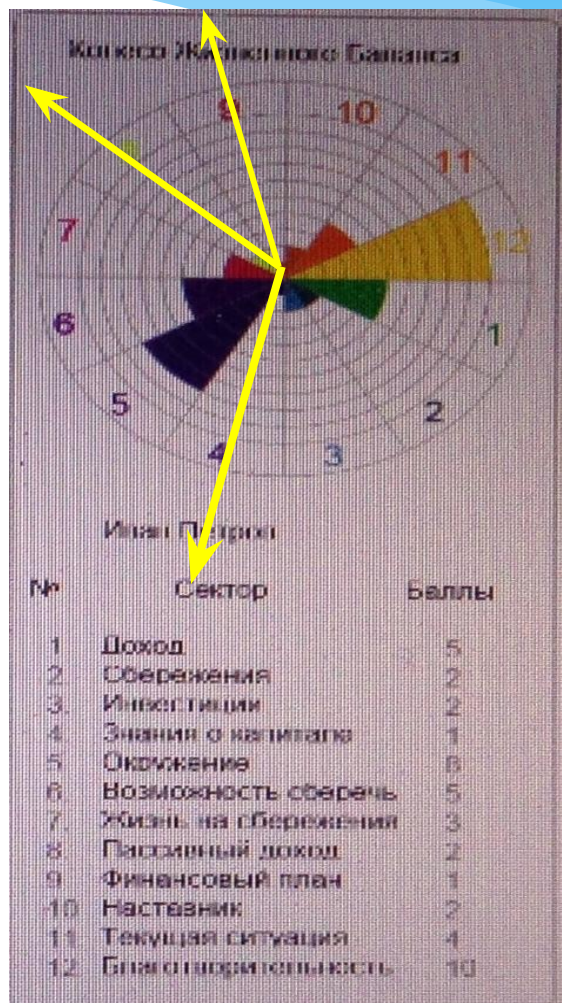 Колесо Жизненного Баланса
9
10
8
11
7
12
6
1
5
2
4
3
№ Сектор Баллы
1 Доход 5
2 Сбережения 2
3. Инвестиции 2
4 Знания о капитале 1
5 Окружение
6 Возможность сберечь 5
7. Жизнь на сбережения 3
8. Пассивный доход 2
9 Финансовый план 1
10 Наставник 2
11 Текущая ситуация 4
12 Благотворительность 10